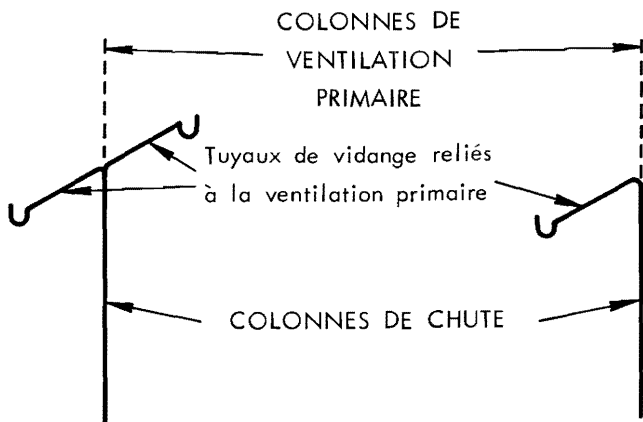 COLONNES DE
VENTILATION
PRIMAIRE
Tuyaux de vidange reliés
à la ventilation primaire
COLONNES DE CHUTE